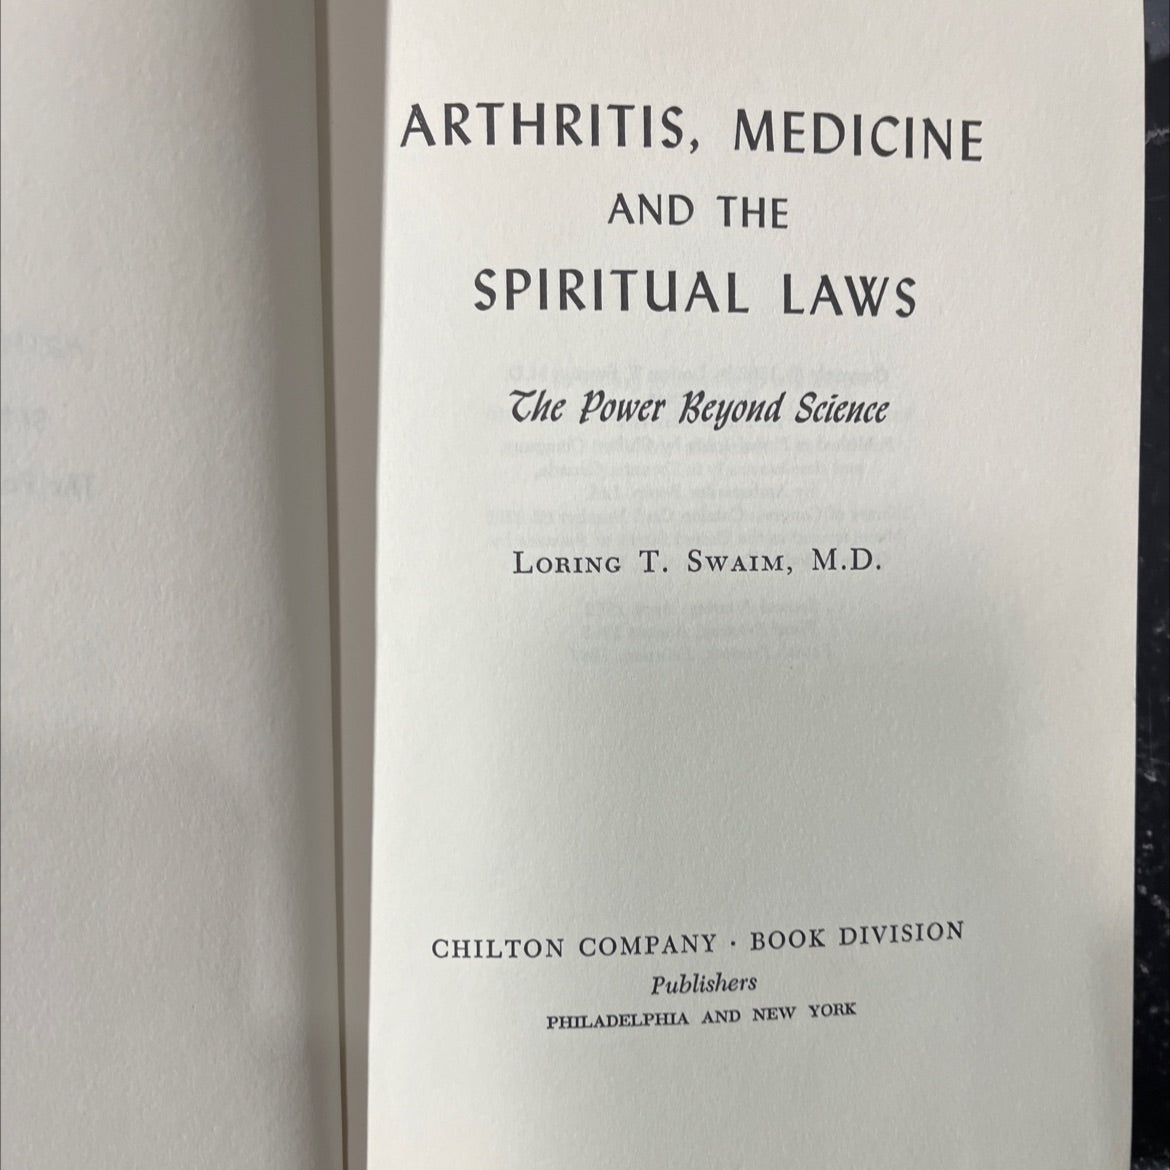 ARTHRITIS, MEDICINE
AND THE
SPIRITUAL LAWS
The Power Beyond Science
LORING T. SWAIM, M.D.
CHILTON COMPANY · BOOK DIVISION
Publishers
PHILADELPHIA AND NEW YORK